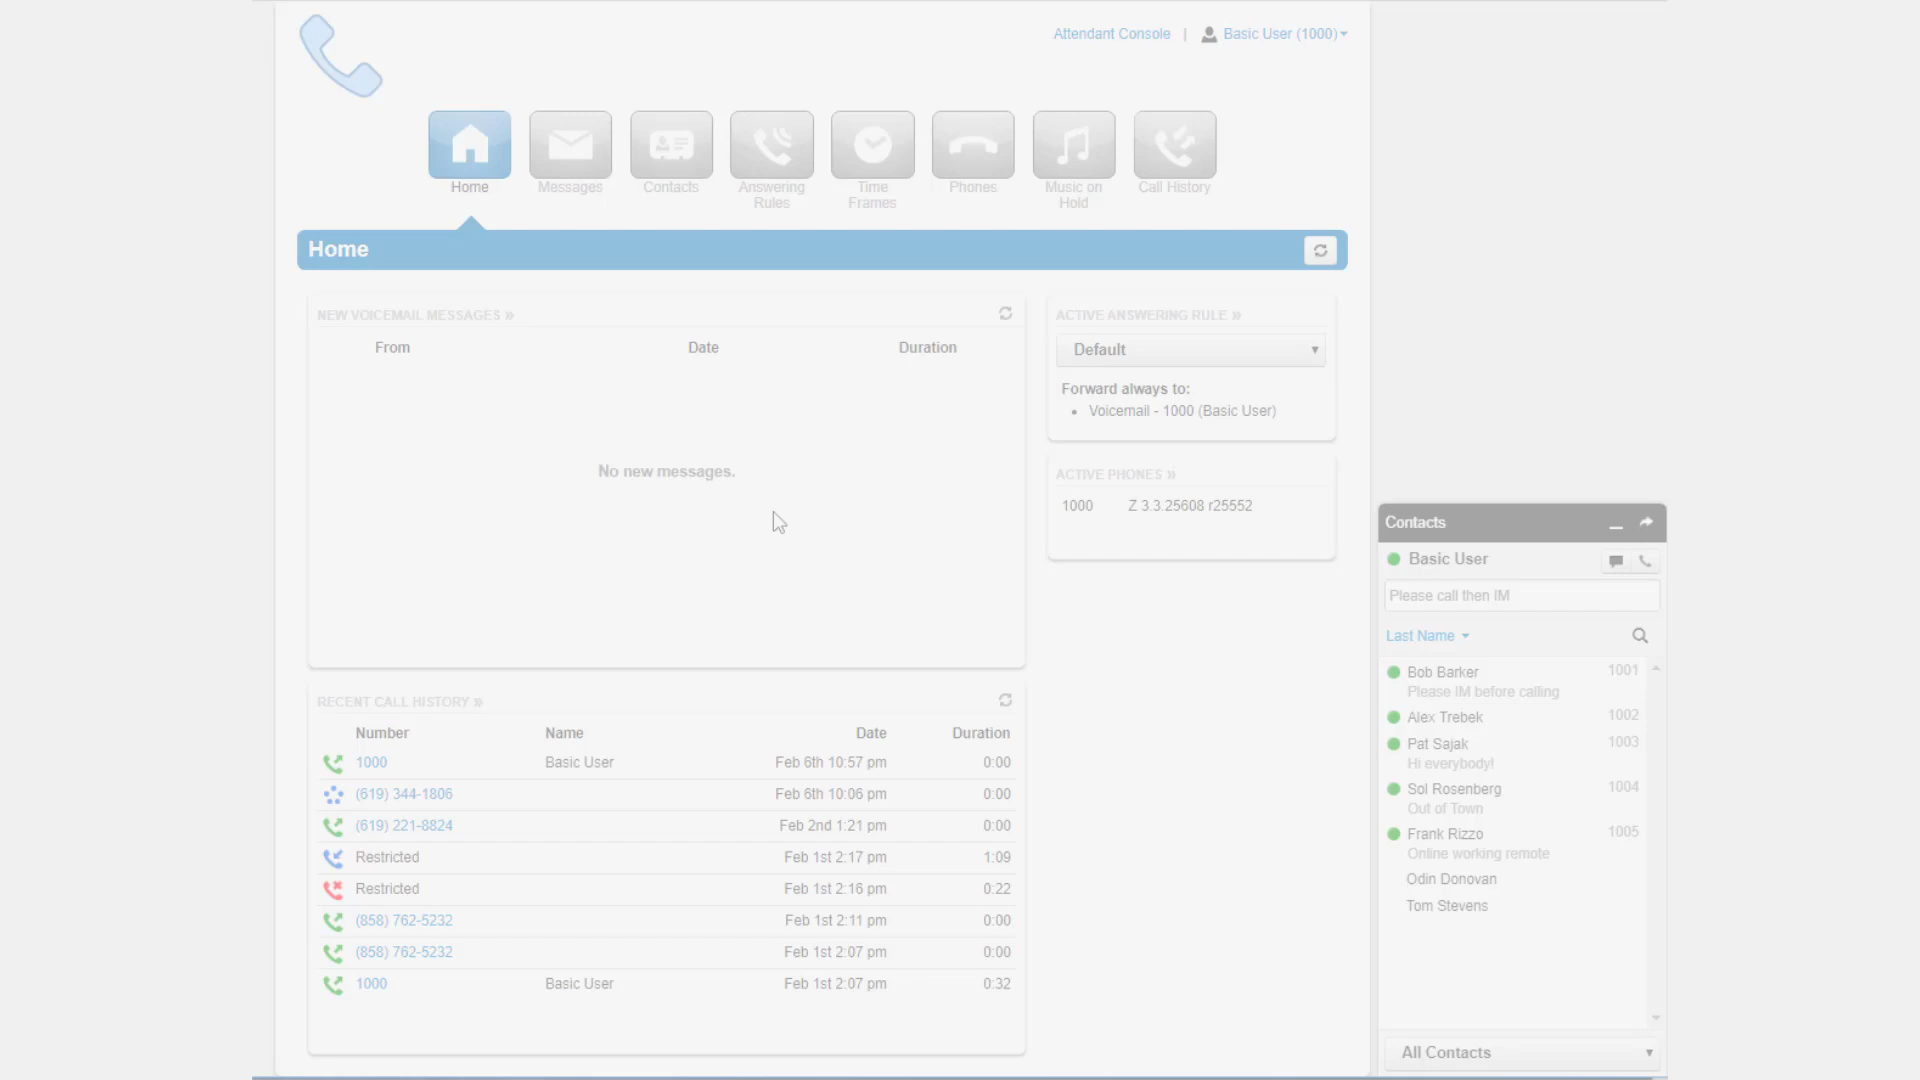 Attendant Console | Basic User (1000)
Home
Messages
Contacts
Answering
Rules
Time
Frames
Phones
Music on
Hold
Call History
Home
NEW VOICEMAIL MESSAGES »
From Date Duration
No new messages.
ACTIVE ANSWERING RULE »
Default
Forward always to:
• Voicemail - 1000 (Basic User)
ACTIVE PHONES »
1000 Z 3.3.25608 r25552
RECENT CALL HISTORY »
Number Name Date Duration
1000 Basic User Feb 6th 10:57 pm 0:00
(619) 344-1806 Feb 6th 10:06 pm 0:00
(619) 221-8824 Feb 2nd 1:21 pm 0:00
Restricted Feb 1st 2:17 pm 1:09
Restricted Feb 1st 2:16 pm 0:22
(858) 762-5232 Feb 1st 2:11 pm 0:00
(858) 762-5232 Feb 1st 2:07 pm 0:00
1000 Basic User Feb 1st 2:07 pm 0:32
Contacts
Basic User
Please call then IM
Last Name
Bob Barker 1001
Please IM before calling
Alex Trebek 1002
Pat Sajak 1003
Hi everybody!
Sol Rosenberg 1004
Out of Town
Frank Rizzo 1005
Online working remote
Odin Donovan
Tom Stevens
All Contacts